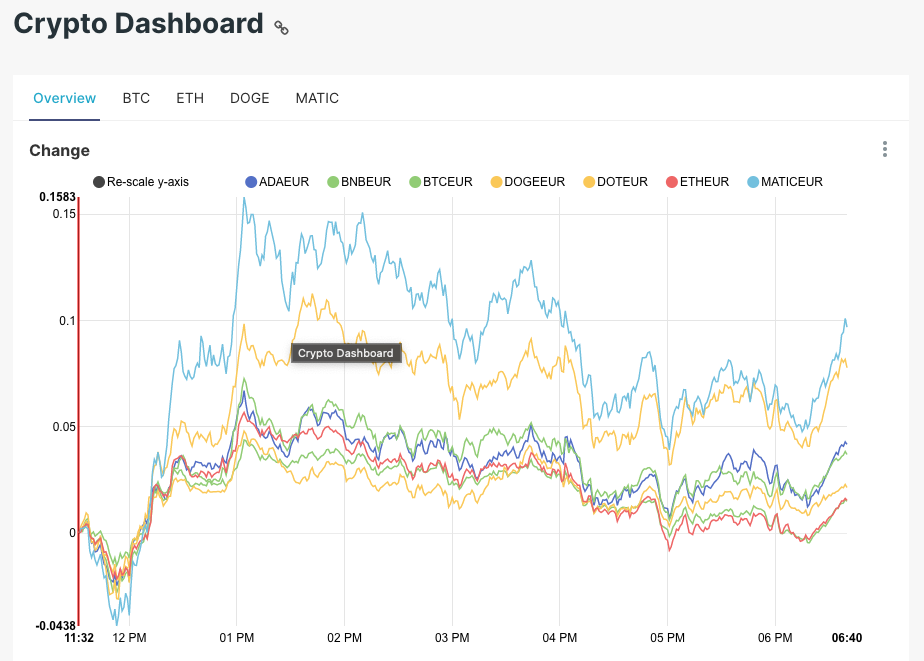 Crypto Dashboard
Overview BTC ETH DOGE MATIC
Change
Re-scale y-axis ADAEUR BNBEUR BTCEUR DOGEEUR DOTEUR ETHEUR MATICEUR
0.1583
0.15
0.1
Crypto Dashboard
0.05
0
-0.0438
11:32 12 PM 01 PM 02 PM 03 PM 04 PM 05 PM 06 PM 06:40